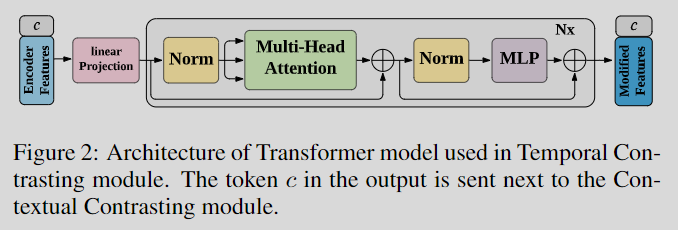 c
Encoder
Features
linear
Projection
Norm
Multi-Head
Attention
Norm
MLP
Nx
c
Modified
Features
Figure 2: Architecture of Transformer model used in Temporal Con-
trasting module. The token c in the output is sent next to the Con-
textual Contrasting module.